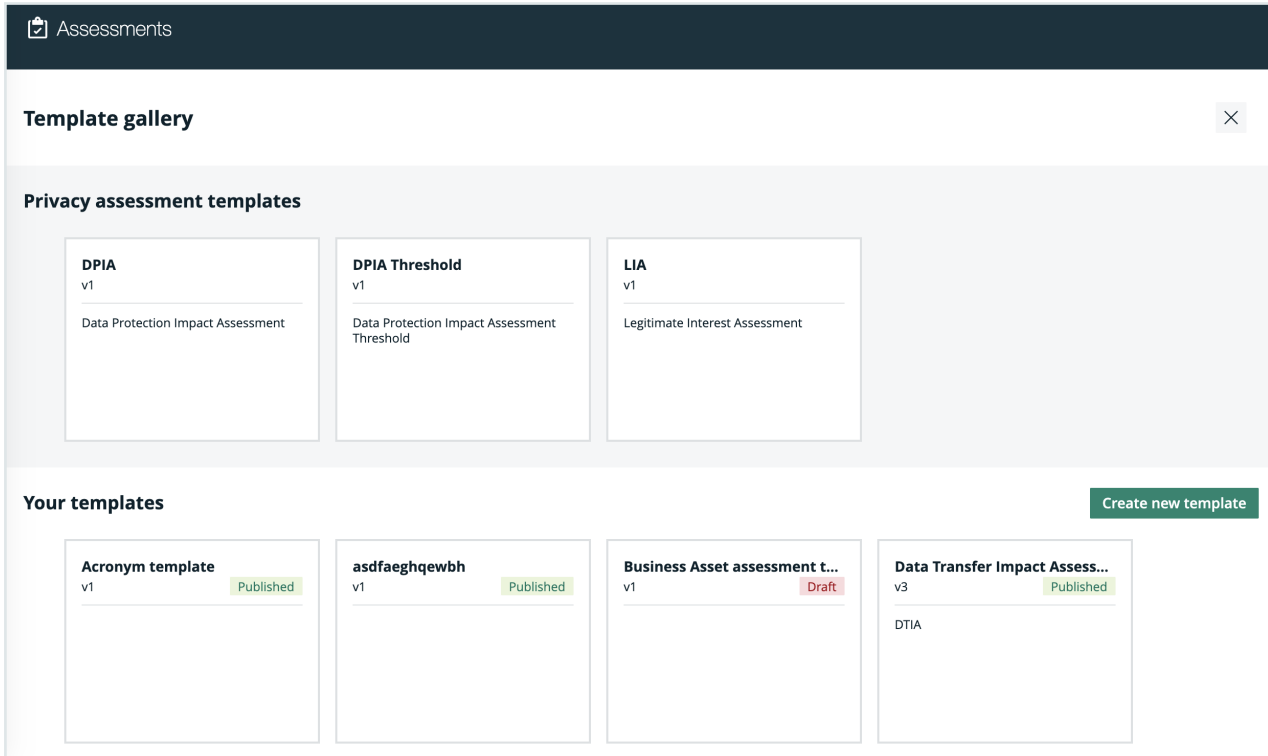 Assessments
Template gallery
Privacy assessment templates
DPIA
v1
Data Protection Impact Assessment
DPIA Threshold
v1
Data Protection Impact Assessment
Threshold
LIA
v1
Legitimate Interest Assessment
Your templates
Create new template
Acronym template
v1 Published
asdfaeghqewbh
v1 Published
Business Asset assessment t...
v1 Draft
Data Transfer Impact Assess...
v3 Published
DTIA